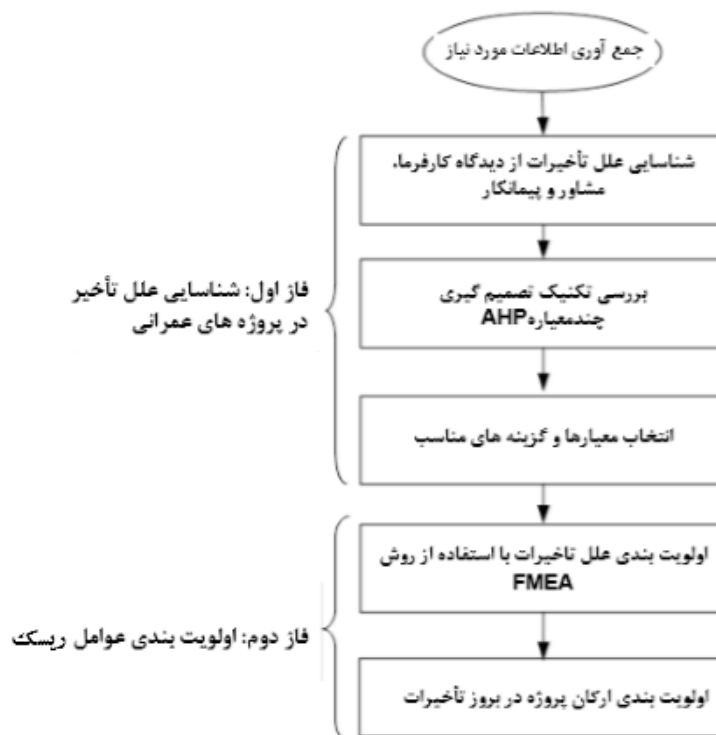 جمع آوری اطلاعات مورد نیاز
شناسایی علل تأخیرات از دیدگاه کارفرما،
مشاور و پیمانکار
بررسی تکنیک تصمیم گیری
چندمعیارهAHP
انتخاب معیارها و گزینه های مناسب
فاز اول: شناسایی علل تأخیر
در پروژه های عمرانی
اولویت بندی علل تاخیرات با استفاده از روش
FMEA
اولویت بندی ارکان پروژه در بروز تأخیرات
فاز دوم: اولویت بندی عوامل ریسک